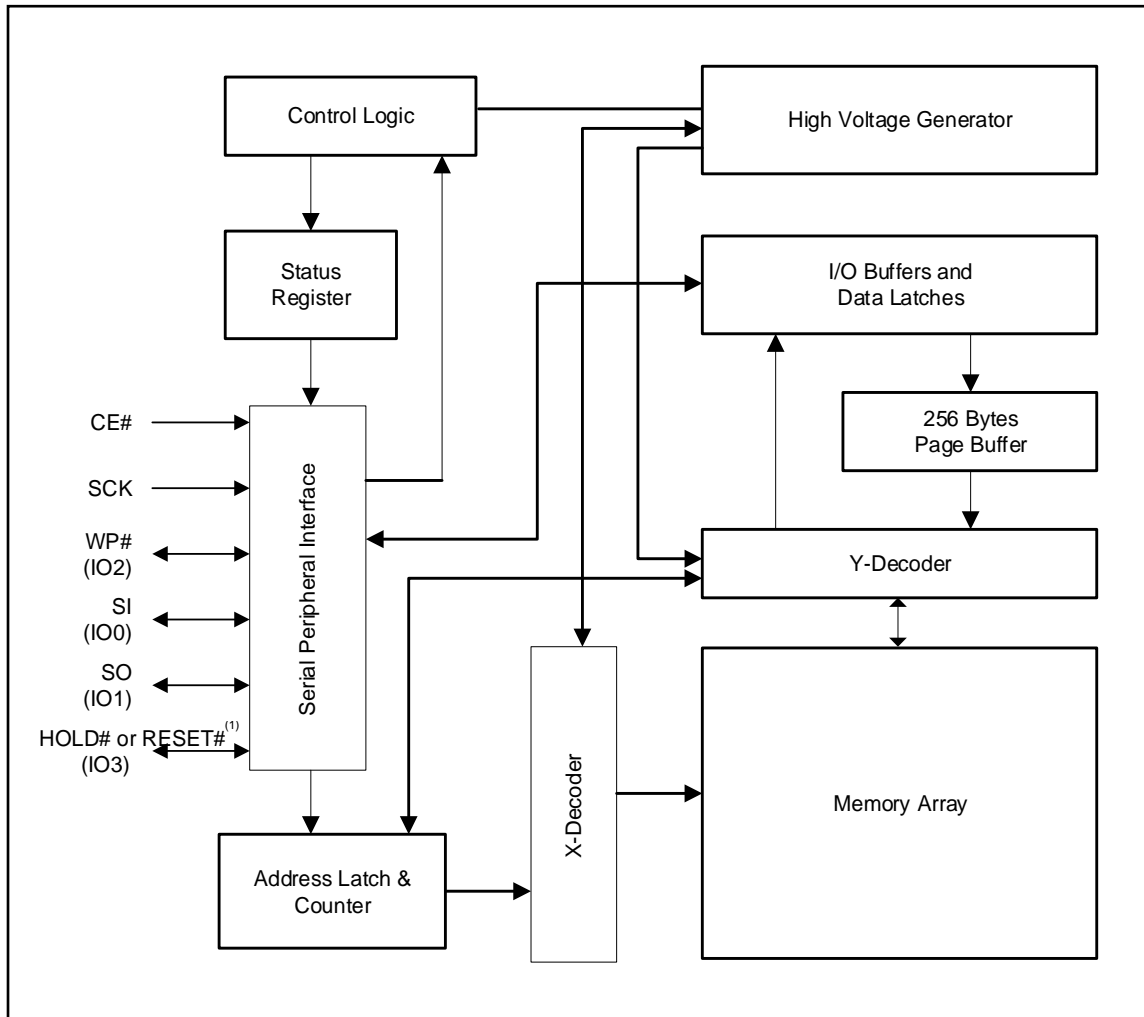 Control Logic
High Voltage Generator
Status
Register
I/O Buffers and
Data Latches
256 Bytes
Page Buffer
CE#
SCK
WP#
(IO2)
SI
(IO0)
SO
(IO1)
HOLD# or RESET#(1)
(IO3)
Serial Peripheral Interface
Y-Decoder
X-Decoder
Memory Array
Address Latch &
Counter